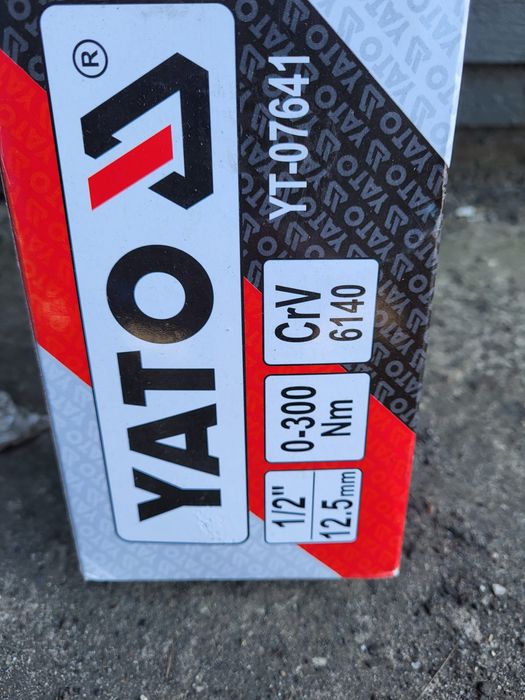 YATO ®
YT-07641
1/2"
12.5mm
0-300
Nm
CrV
6140